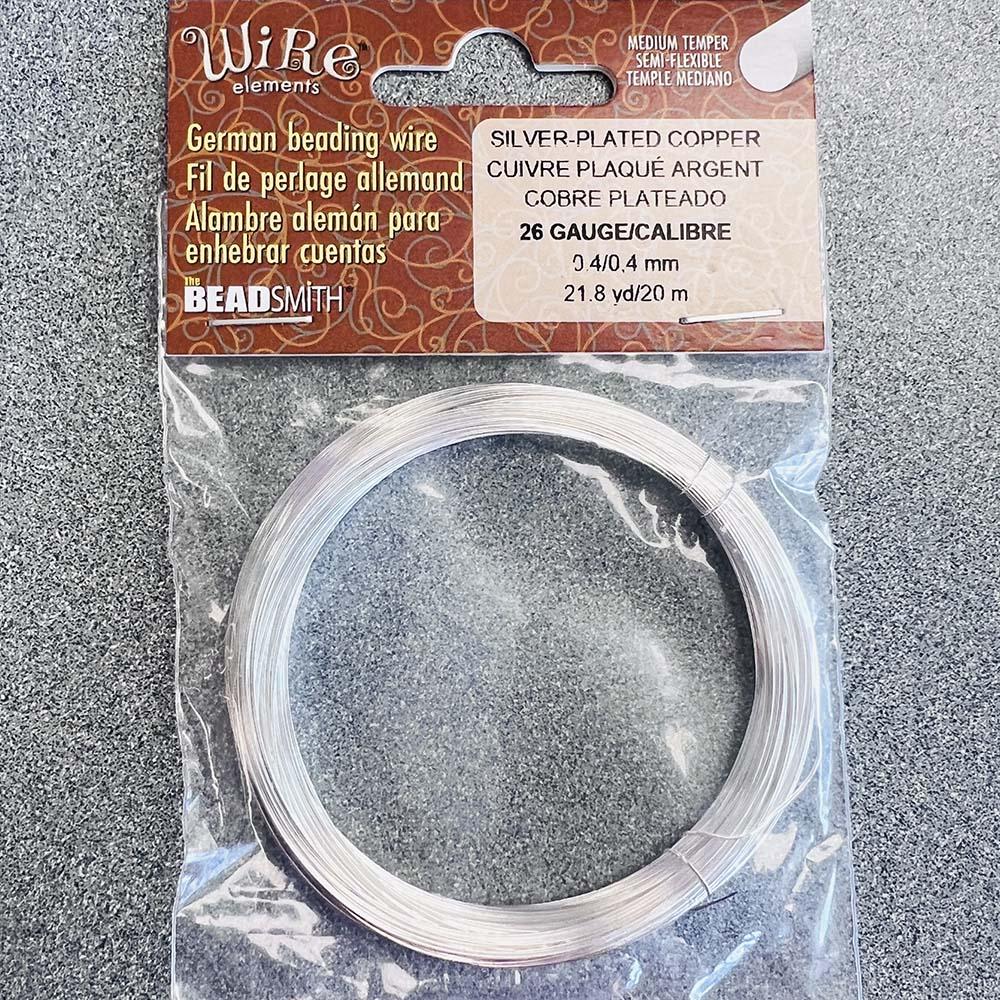 WiRe™
elements
MEDIUM TEMPER
SEMI-FLEXIBLE
TEMPLE MEDIANO
German beading wire
Fil de perlage allemand
Alambre alemán para
enhebrar cuentas
The
BEADSMITH
SILVER-PLATED COPPER
CUIVRE PLAQUÉ ARGENT
COBRE PLATEADO
26 GAUGE/CALIBRE
0.4/0.4 mm
21.8 yd/20 m